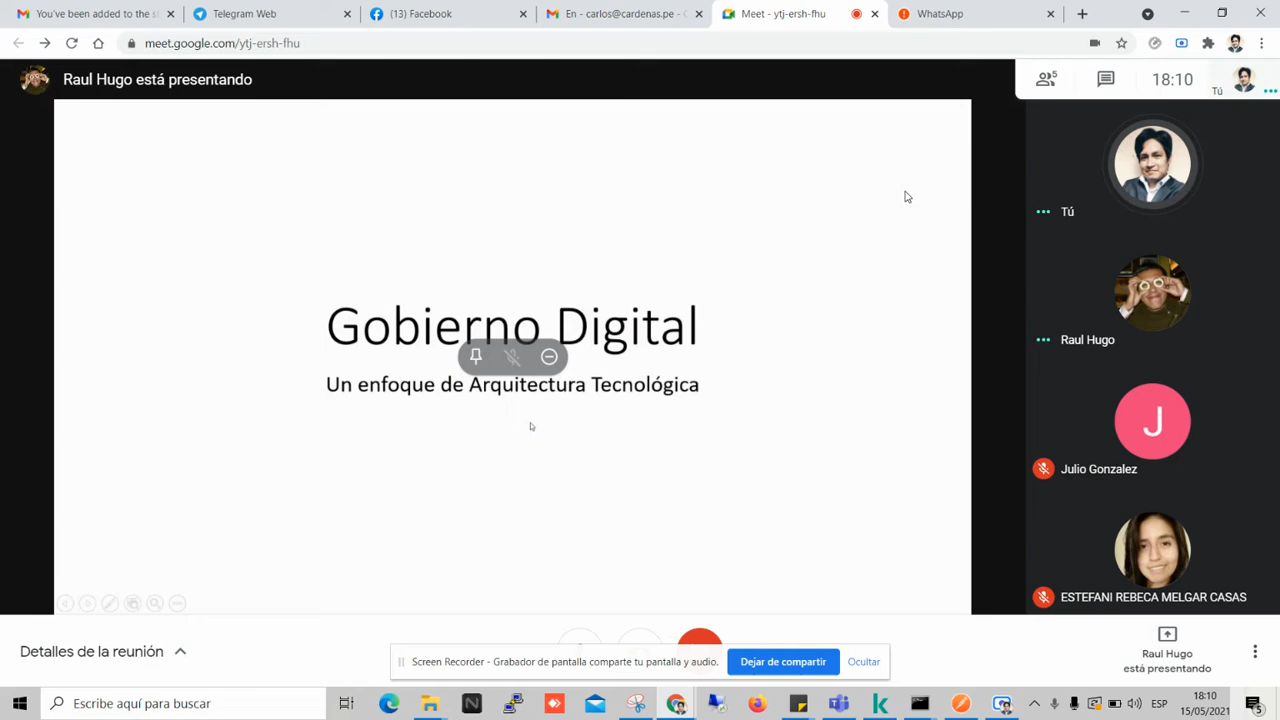 You've been added to the s
Telegram Web
(13) Facebook
En - carlos@cardenas.pe - C
Meet - ytj-ersh-fhu
WhatsApp
meet.google.com/ytj-ersh-fhu
Raul Hugo está presentando
5
18:10
Tú
Tú
Raul Hugo
Gobierno Digital
Un enfoque de Arquitectura Tecnológica
J
Julio Gonzalez
ESTEFANI REBECA MELGAR CASAS
Detalles de la reunión
Screen Recorder - Grabador de pantalla comparte tu pantalla y audio.
Dejar de compartir
Ocultar
Raul Hugo
está presentando
Escribe aquí para buscar
ESP
18:10
15/05/2021
5